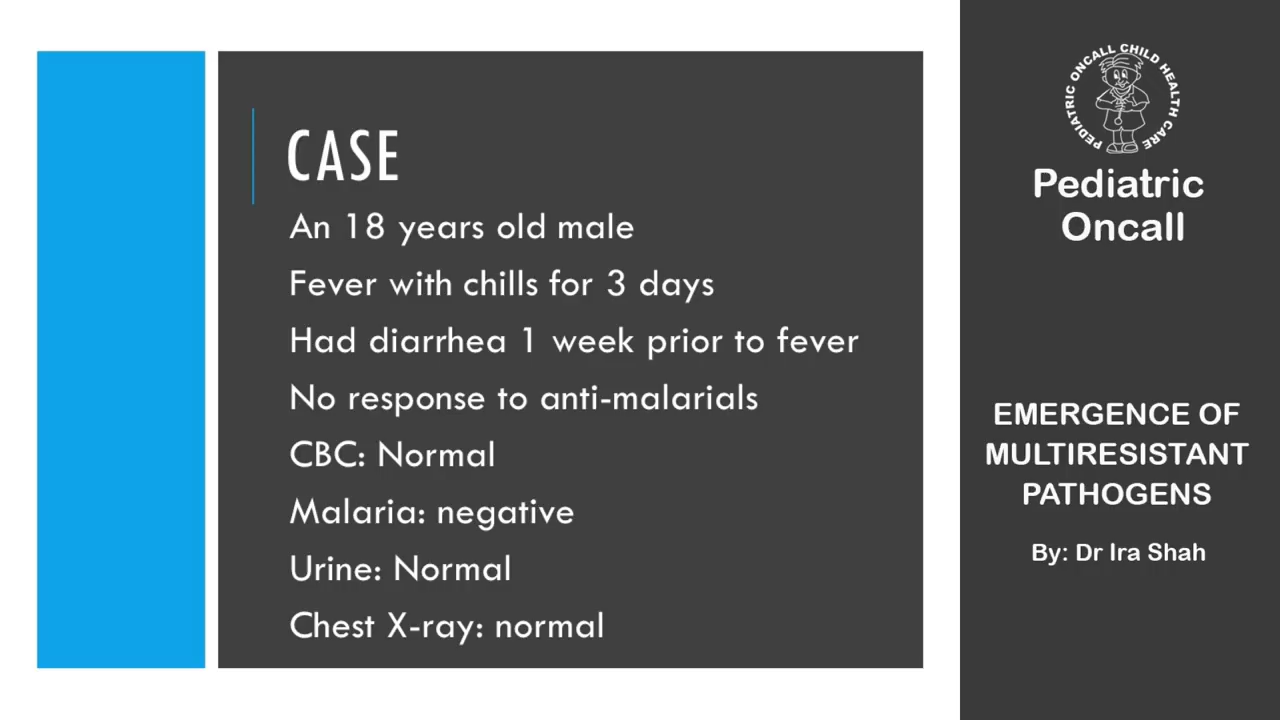 CASE
An 18 years old male
Fever with chills for 3 days
Had diarrhea 1 week prior to fever
No response to anti-malarials
CBC: Normal
Malaria: negative
Urine: Normal
Chest X-ray: normal
PEDIATRIC ONCALL CHILD HEALTH CARE
Pediatric
Oncall
EMERGENCE OF
MULTIRESISTANT
PATHOGENS
By: Dr Ira Shah